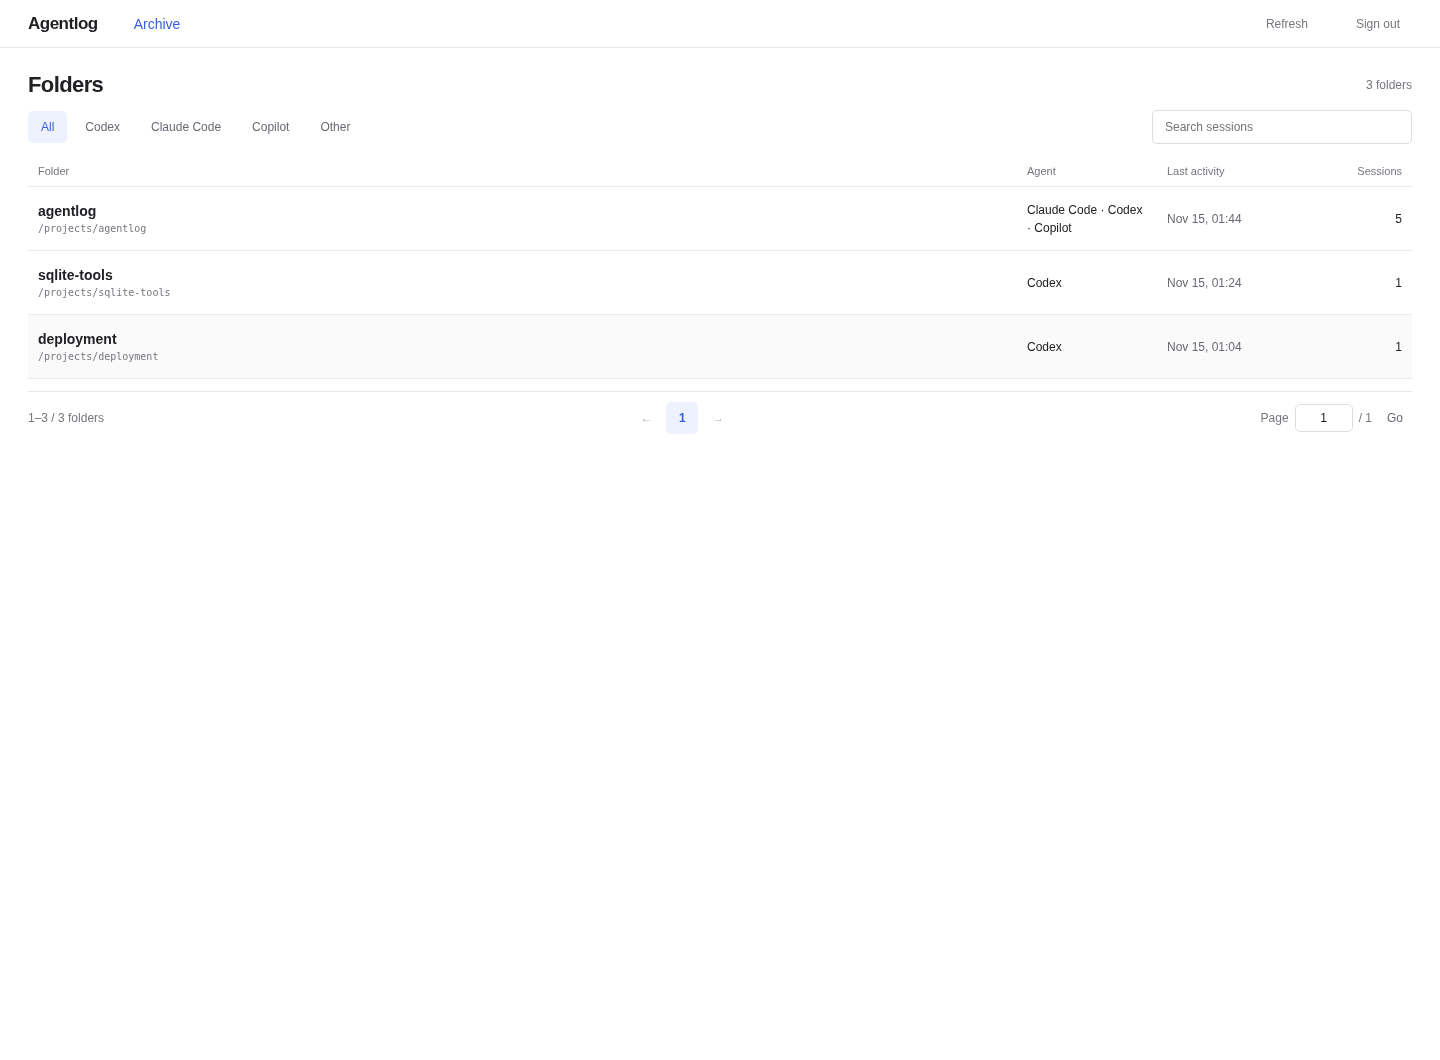 Agentlog Archive Refresh Sign out
Folders 3 folders
All Codex Claude Code Copilot Other Search sessions
Folder Agent Last activity Sessions
agentlog
/projects/agentlog
Claude Code · Codex
· Copilot
Nov 15, 01:44 5
sqlite-tools
/projects/sqlite-tools
Codex Nov 15, 01:24 1
deployment
/projects/deployment
Codex Nov 15, 01:04 1
1–3 / 3 folders ← 1 → Page 1 / 1 Go